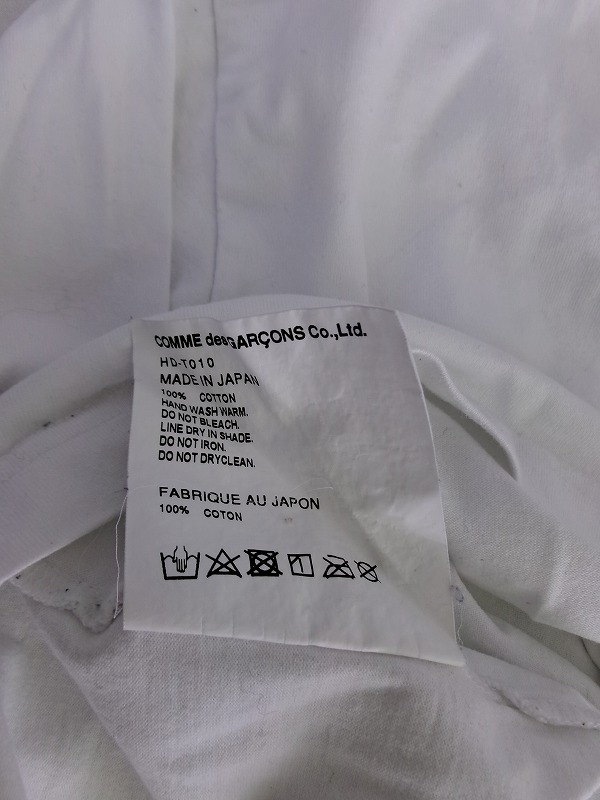 COMME des GARÇONS Co.,Ltd.
HD-T010
MADE IN JAPAN
100% COTTON
HAND WASH WARM.
DO NOT BLEACH.
LINE DRY IN SHADE.
DO NOT IRON.
DO NOT DRYCLEAN.
FABRIQUE AU JAPON
100% COTON